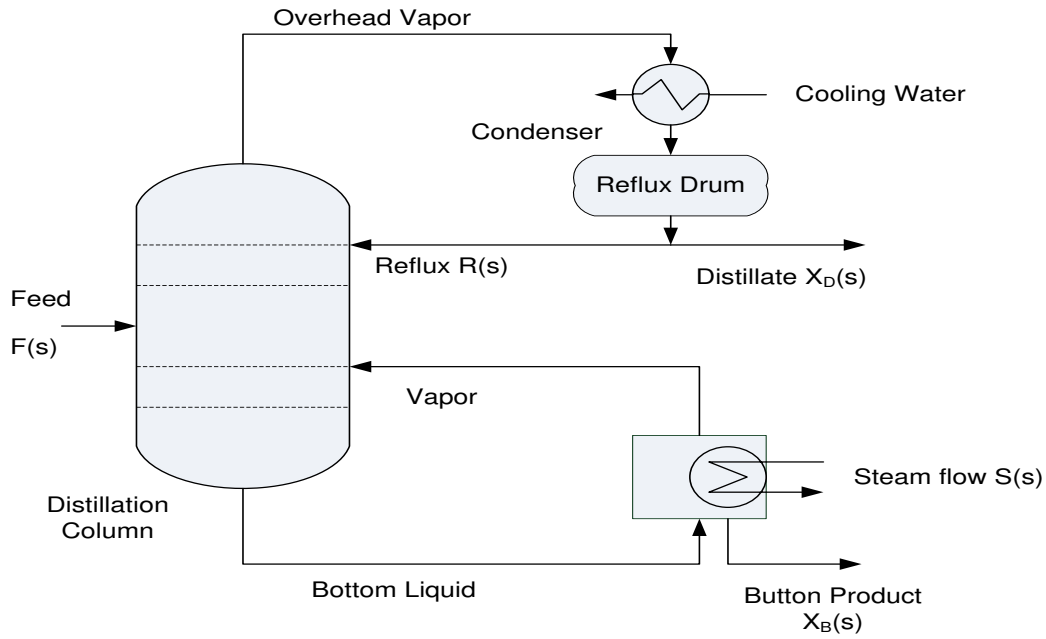 Overhead Vapor
Cooling Water
Condenser
Reflux Drum
Reflux R(s)
Distillate X_D(s)
Feed
F(s)
Vapor
Steam flow S(s)
Distillation
Column
Bottom Liquid
Button Product
X_B(s)